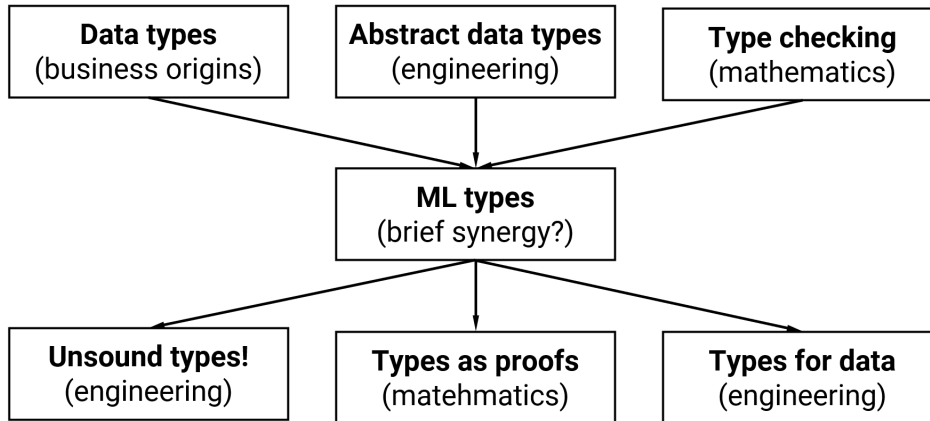 Data types
(business origins)
Abstract data types
(engineering)
Type checking
(mathematics)
ML types
(brief synergy?)
Unsound types!
(engineering)
Types as proofs
(matehmatics)
Types for data
(engineering)